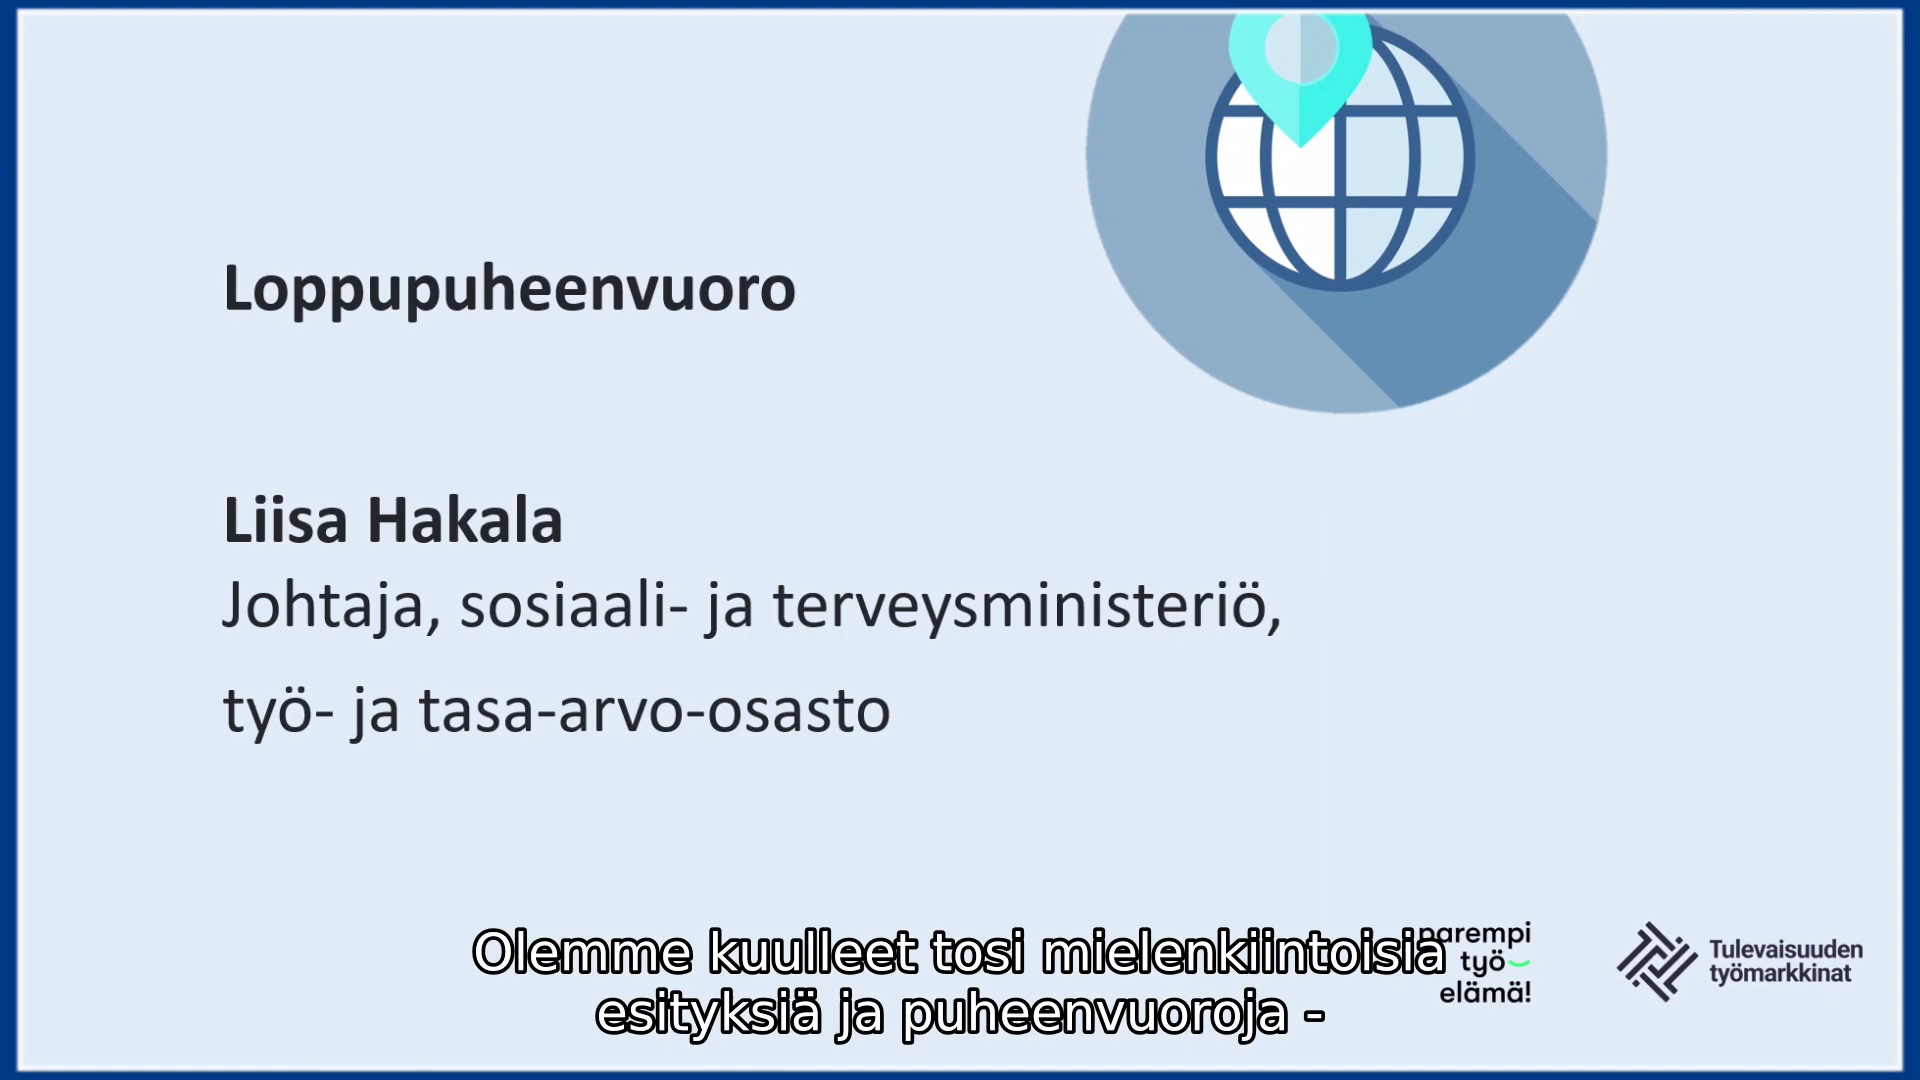 Loppupuheenvuoro
Liisa Hakala
Johtaja, sosiaali- ja terveysministeriö,
työ- ja tasa-arvo-osasto
Olemme kuulleet tosi mielenkiintoisia
esityksiä ja puheenvuoroja -
parempi
työ
elämä!
Tulevaisuuden
työmarkkinat